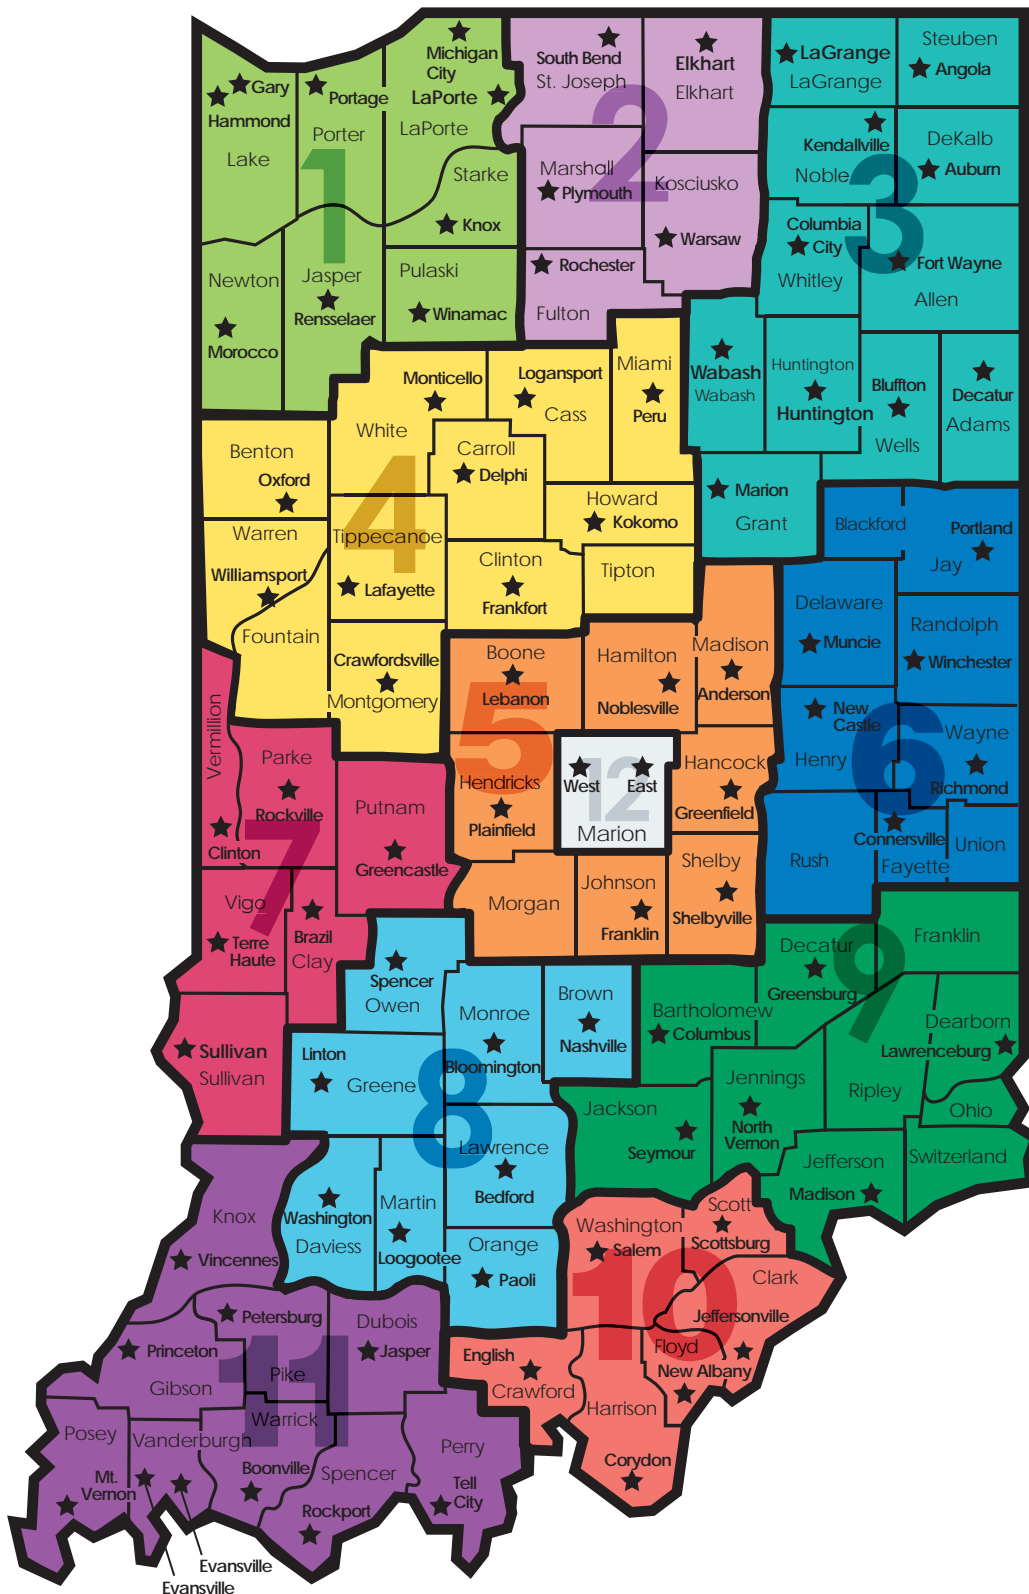 Michigan
City
Gary
Portage
LaPorte
Hammond
Porter
LaPorte
Lake
1
Starke
Knox
Newton
Jasper
Pulaski
Rensselaer
Winamac
Morocco
South Bend
St. Joseph
Elkhart
Elkhart
2
Marshall
Plymouth
Kosciusko
Warsaw
Rochester
Fulton
LaGrange
LaGrange
Steuben
Angola
Kendallville
Noble
DeKalb
Auburn
3
Columbia
City
Whitley
Fort Wayne
Allen
Wabash
Wabash
Huntington
Huntington
Bluffton
Wells
Decatur
Adams
Marion
Grant
Monticello
White
Logansport
Cass
Miami
Peru
Benton
Oxford
Carroll
Delphi
4
Howard
Kokomo
Warren
Williamsport
Tippecanoe
Lafayette
Clinton
Frankfort
Tipton
Fountain
Crawfordsville
Montgomery
Boone
Lebanon
Hamilton
Noblesville
Madison
Anderson
5
Hendricks
Plainfield
Hancock
Greenfield
Morgan
Johnson
Franklin
Shelby
Shelbyville
West
East
12
Marion
Blackford
Portland
Jay
Delaware
Muncie
Randolph
Winchester
New
Castle
Henry
6
Wayne
Richmond
Rush
Connersville
Fayette
Union
Vermillion
Parke
Rockville
Clinton
7
Putnam
Greencastle
Vigo
Terre
Haute
Brazil
Clay
Sullivan
Sullivan
Spencer
Owen
Monroe
Bloomington
Brown
Nashville
Linton
Greene
8
Lawrence
Bedford
Washington
Daviess
Martin
Loogootee
Orange
Paoli
Decatur
Greensburg
Franklin
9
Bartholomew
Columbus
Dearborn
Lawrenceburg
Jennings
North
Vernon
Ripley
Ohio
Jackson
Seymour
Jefferson
Madison
Switzerland
Washington
Salem
Scott
Scottsburg
10
Clark
Jeffersonville
Floyd
New Albany
English
Crawford
Harrison
Corydon
Knox
Vincennes
Petersburg
Pike
Dubois
Jasper
Princeton
Gibson
11
Posey
Mt.
Vernon
Vanderburgh
Warrick
Boonville
Spencer
Rockport
Perry
Tell
City
Evansville
Evansville